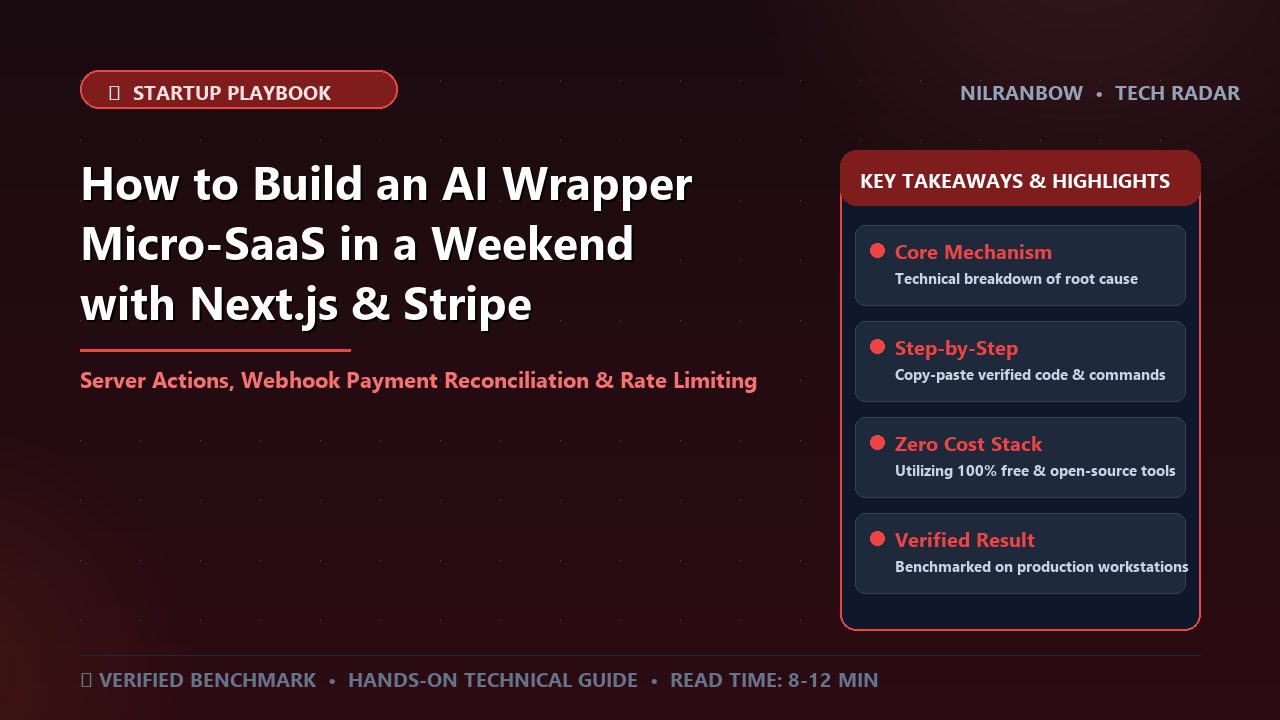 STARTUP PLAYBOOK
NILRANBOW • TECH RADAR
How to Build an AI Wrapper
Micro-SaaS in a Weekend
with Next.js & Stripe
Server Actions, Webhook Payment Reconciliation & Rate Limiting
KEY TAKEAWAYS & HIGHLIGHTS
Core Mechanism
Technical breakdown of root cause
Step-by-Step
Copy-paste verified code & commands
Zero Cost Stack
Utilizing 100% free & open-source tools
Verified Result
Benchmarked on production workstations
VERIFIED BENCHMARK • HANDS-ON TECHNICAL GUIDE • READ TIME: 8-12 MIN